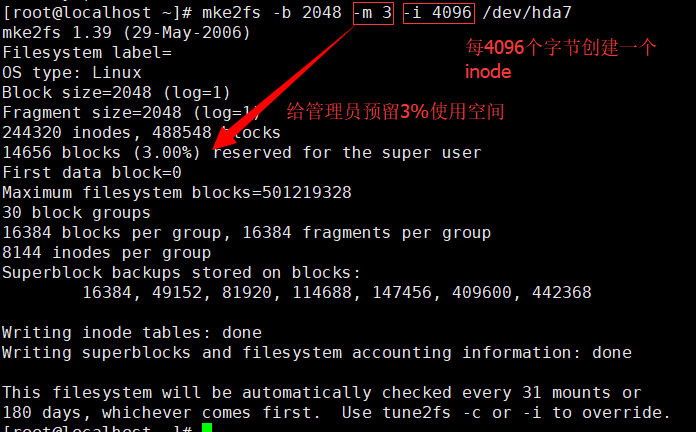 [root@localhost ~]# mke2fs -b 2048 -m 3 -i 4096 /dev/hda7
mke2fs 1.39 (29-May-2006)
每4096个字节创建一个
inode
Filesystem label=
OS type: Linux
Block size=2048 (log=1)
Fragment size=2048 (log=1)
给管理员预留3%使用空间
244320 inodes, 488548 blocks
14656 blocks (3.00%) reserved for the super user
First data block=0
Maximum filesystem blocks=501219328
30 block groups
16384 blocks per group, 16384 fragments per group
8144 inodes per group
Superblock backups stored on blocks:
16384, 49152, 81920, 114688, 147456, 409600, 442368
Writing inode tables: done
Writing superblocks and filesystem accounting information: done
This filesystem will be automatically checked every 31 mounts or
180 days, whichever comes first.  Use tune2fs -c or -i to override.
[root@localhost ~]#